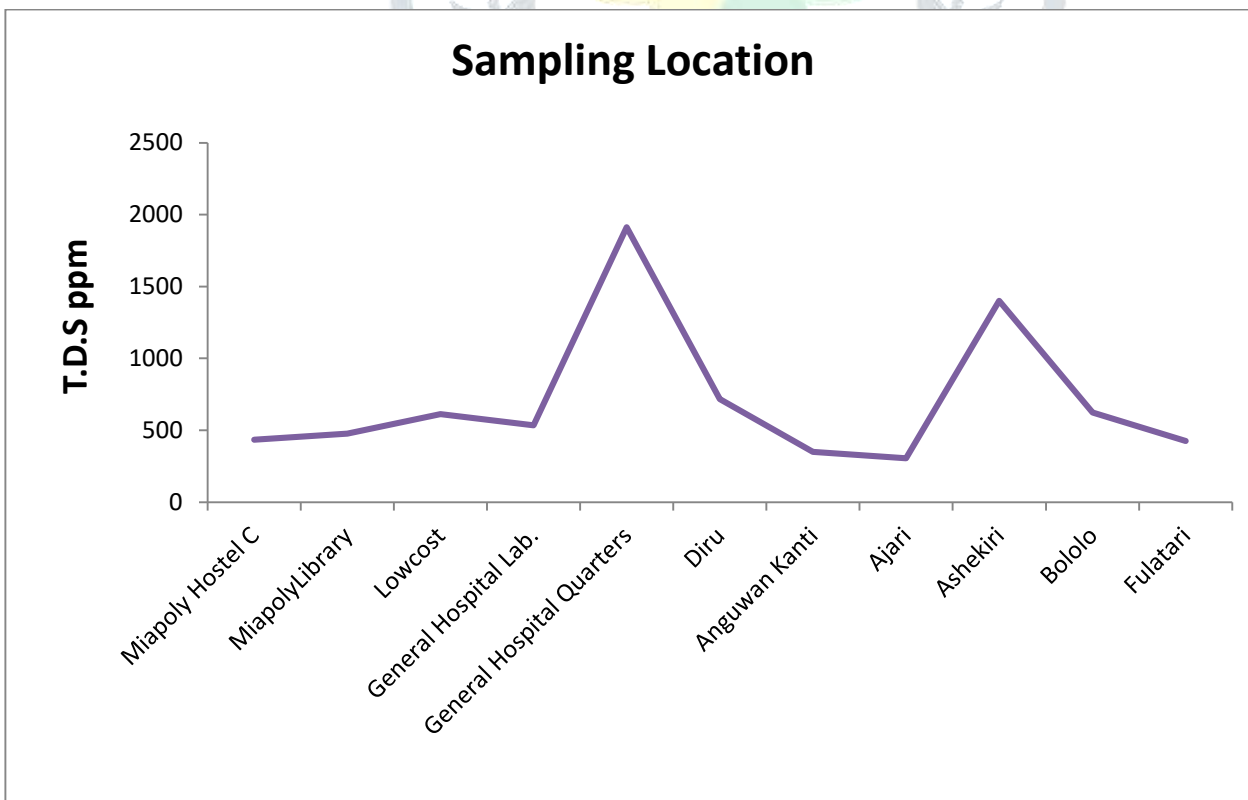 Sampling Location
T.D.S ppm
2500
2000
1500
1000
500
0
Miapoly Hostel C
MiapolyLibrary
Lowcost
General Hospital Lab.
General Hospital Quarters
Diru
Anguwan Kanti
Ajari
Ashekiri
Bololo
Fulatari